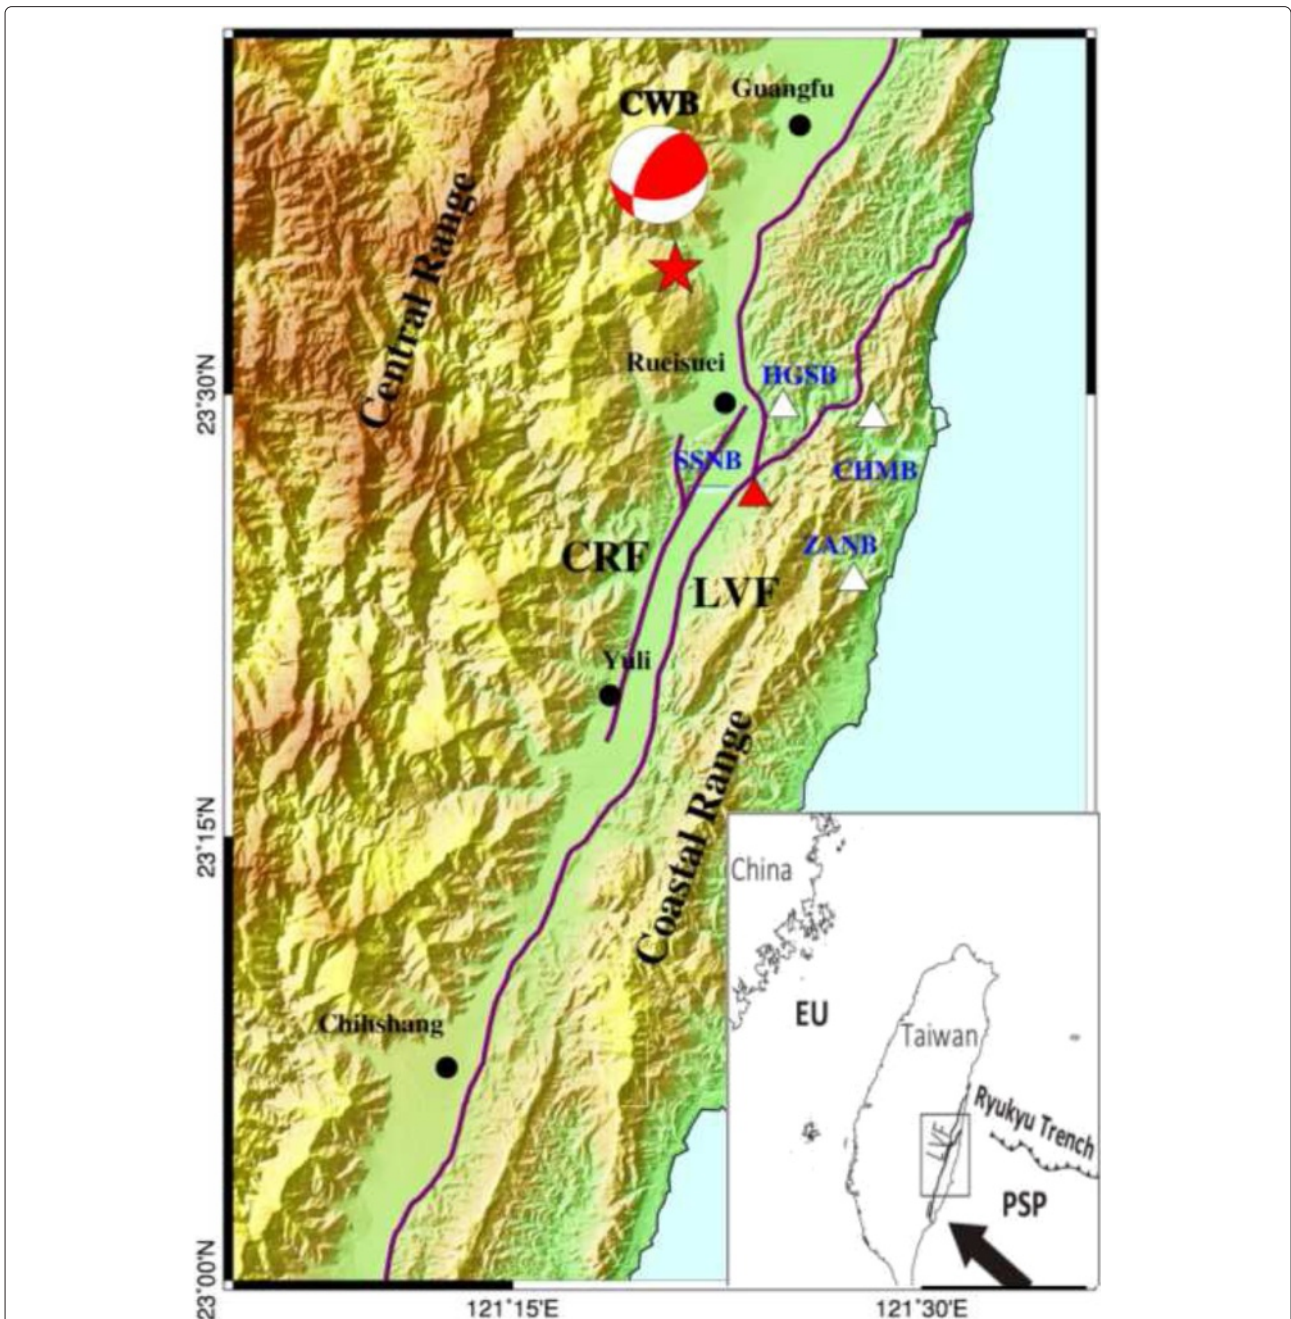 Guangfu
CWB
Central Range
Rueisuei
HGSB
23°30'N
SSNB
CHMB
ZANB
CRF
LVF
Yuli
Coastal Range
23°15'N
China
EU
Taiwan
Chihshang
Ryukyu Trench
LVF
PSP
23°00'N
121°15'E
121°30'E